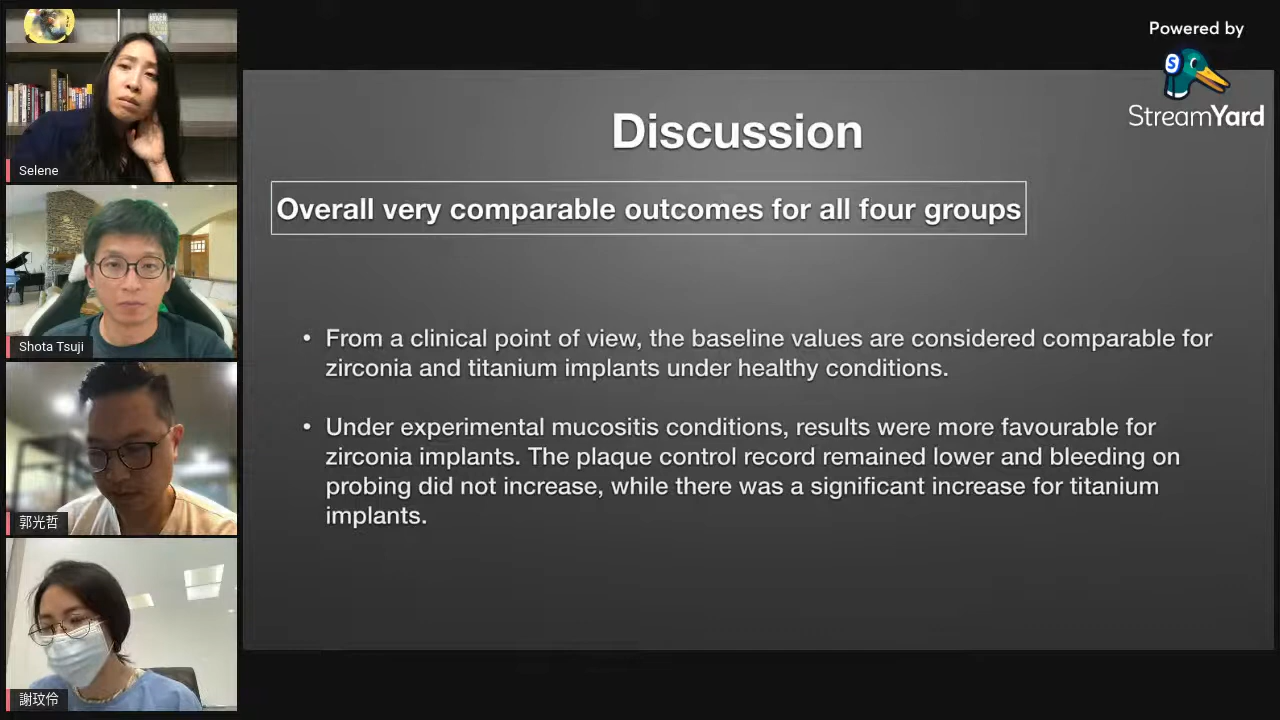 Powered by
StreamYard
Selene
Shota Tsuji
郭光哲
謝玟伶
Discussion
Overall very comparable outcomes for all four groups
• From a clinical point of view, the baseline values are considered comparable for
zirconia and titanium implants under healthy conditions.
• Under experimental mucositis conditions, results were more favourable for
zirconia implants. The plaque control record remained lower and bleeding on
probing did not increase, while there was a significant increase for titanium
implants.